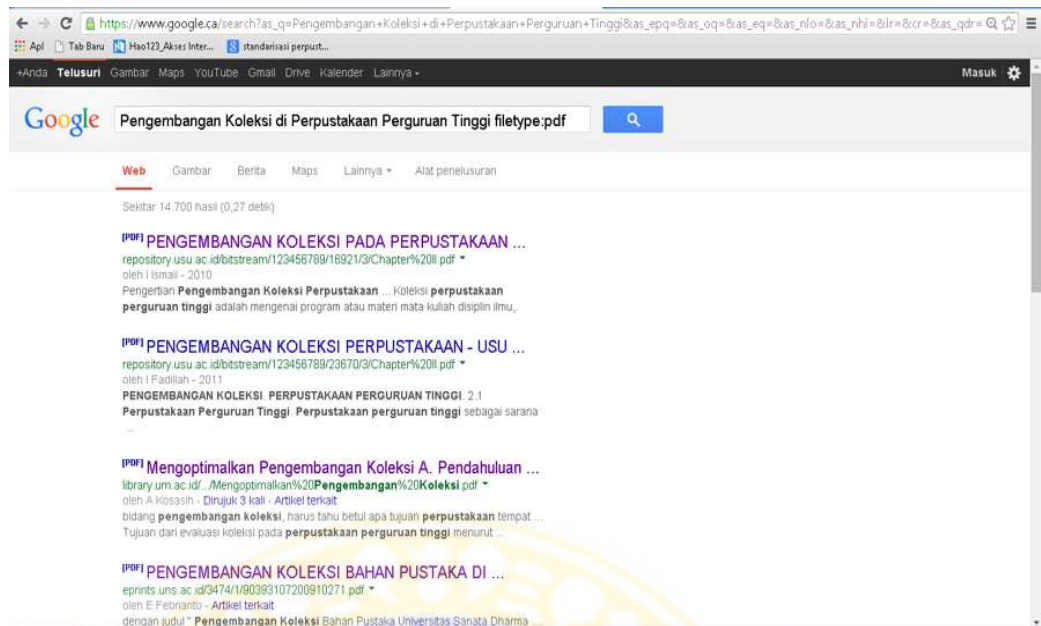 https://www.google.ca/search?as_q=Pengembangan+Koleksi+di+Perpustakaan+Perguruan+Tinggi&as_epq=&as_oq=&as_eq=&as_nlo=&as_nhi=&lr=&cr=&as_qdr=
Apl Tab Baru Hao123_Akses Inter... standarisasi perpust...
+Anda Telusuri Gambar Maps YouTube Gmail Drive Kalender Lainnya Masuk
Google Pengembangan Koleksi di Perpustakaan Perguruan Tinggi filetype:pdf
Web Gambar Berita Maps Lainnya Alat penelusuran
Sekitar 14.700 hasil (0,27 detik)
[PDF] PENGEMBANGAN KOLEKSI PADA PERPUSTAKAAN ...
repository.usu.ac.id/bitstream/123456789/16921/3/Chapter%20II.pdf
oleh I Ismail - 2010
Pengertian Pengembangan Koleksi Perpustakaan ... Koleksi perpustakaan
perguruan tinggi adalah mengenai program atau materi mata kuliah disiplin ilmu,
[PDF] PENGEMBANGAN KOLEKSI PERPUSTAKAAN - USU ...
repository.usu.ac.id/bitstream/123456789/23670/3/Chapter%20II.pdf
oleh I Fadillah - 2011
PENGEMBANGAN KOLEKSI. PERPUSTAKAAN PERGURUAN TINGGI. 2.1
Perpustakaan Perguruan Tinggi. Perpustakaan perguruan tinggi sebagai sarana
...
[PDF] Mengoptimalkan Pengembangan Koleksi A. Pendahuluan ...
library.um.ac.id/.../Mengoptimalkan%20Pengembangan%20Koleksi.pdf
oleh A Kosasih - Dirujuk 3 kali - Artikel terkait
bidang pengembangan koleksi, harus tahu betul apa tujuan perpustakaan tempat ...
Tujuan dari evaluasi koleksi pada perpustakaan perguruan tinggi menurut ...
[PDF] PENGEMBANGAN KOLEKSI BAHAN PUSTAKA DI ...
eprints.uns.ac.id/3474/1/90393107200910271.pdf
oleh E Febrianto - Artikel terkait
dengan judul " Pengembangan Koleksi Bahan Pustaka Universitas Sanata Dharma ...